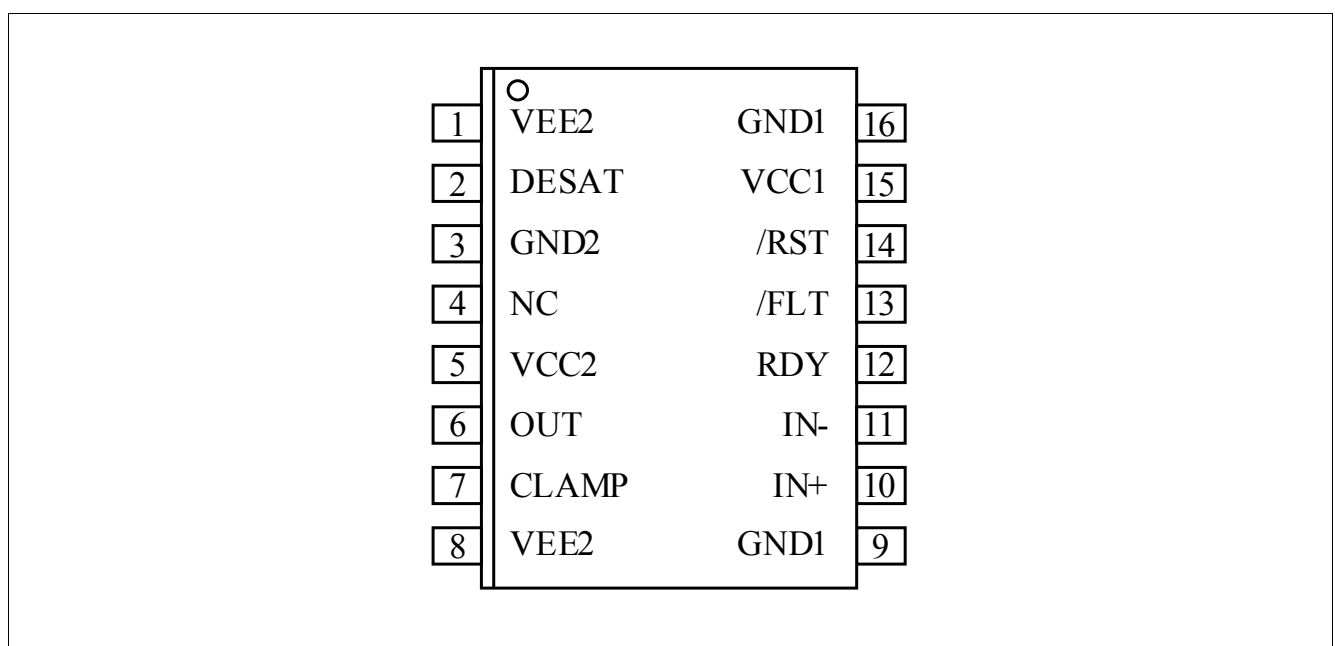 1 VEE2 GND1 16
2 DESAT VCC1 15
3 GND2 /RST 14
4 NC /FLT 13
5 VCC2 RDY 12
6 OUT IN- 11
7 CLAMP IN+ 10
8 VEE2 GND1 9